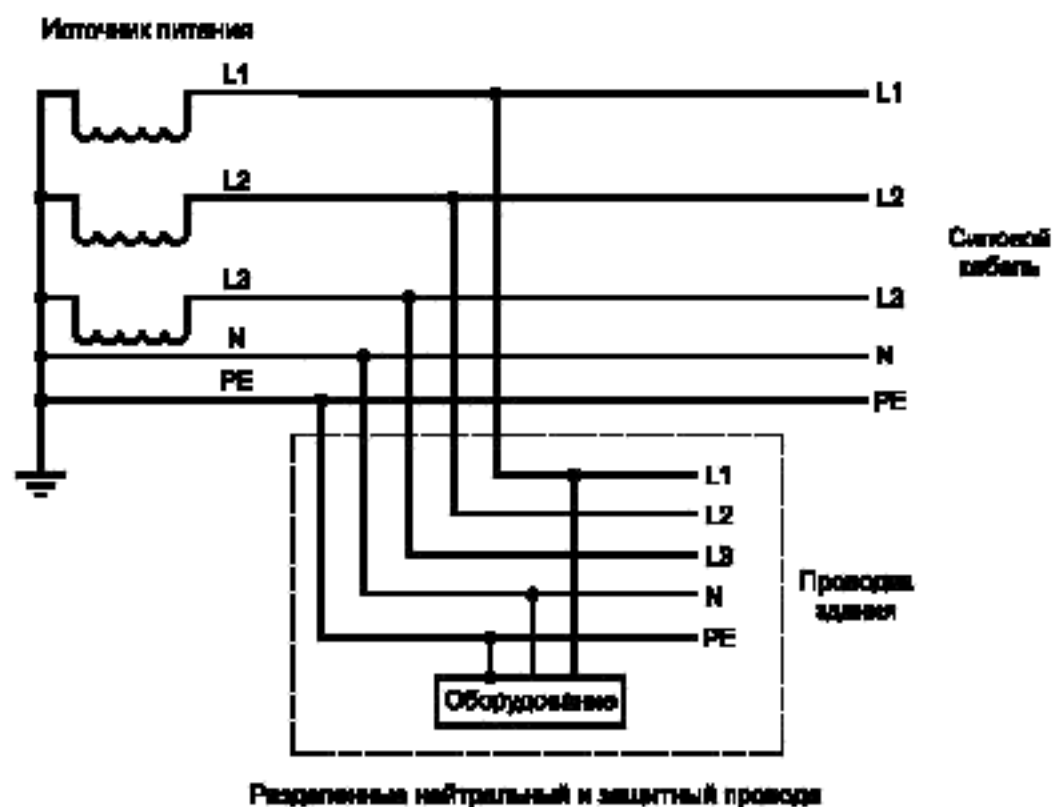 Источник питания
L1
L1
L2
L2
Силовой
кабель
L3
L3
N
N
PE
PE
L1
L2
L3
N
Проводка
здания
PE
Оборудование
Разделенные нейтральный и защитный провода